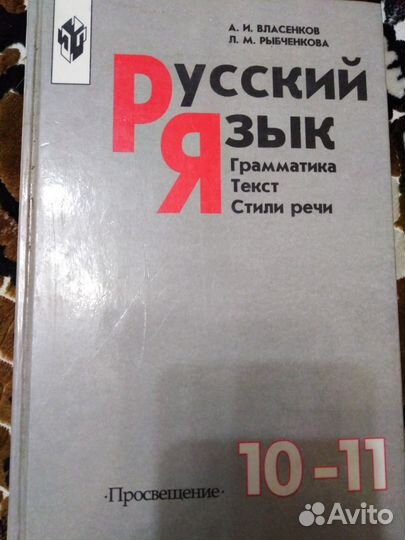 А. И. ВЛАСЕНКОВ
Л. М. РЫБЧЕНКОВА
РУССКИЙ
ЯЗЫК
Грамматика
Текст
Стили речи
10-11
·Просвещение·
Avito